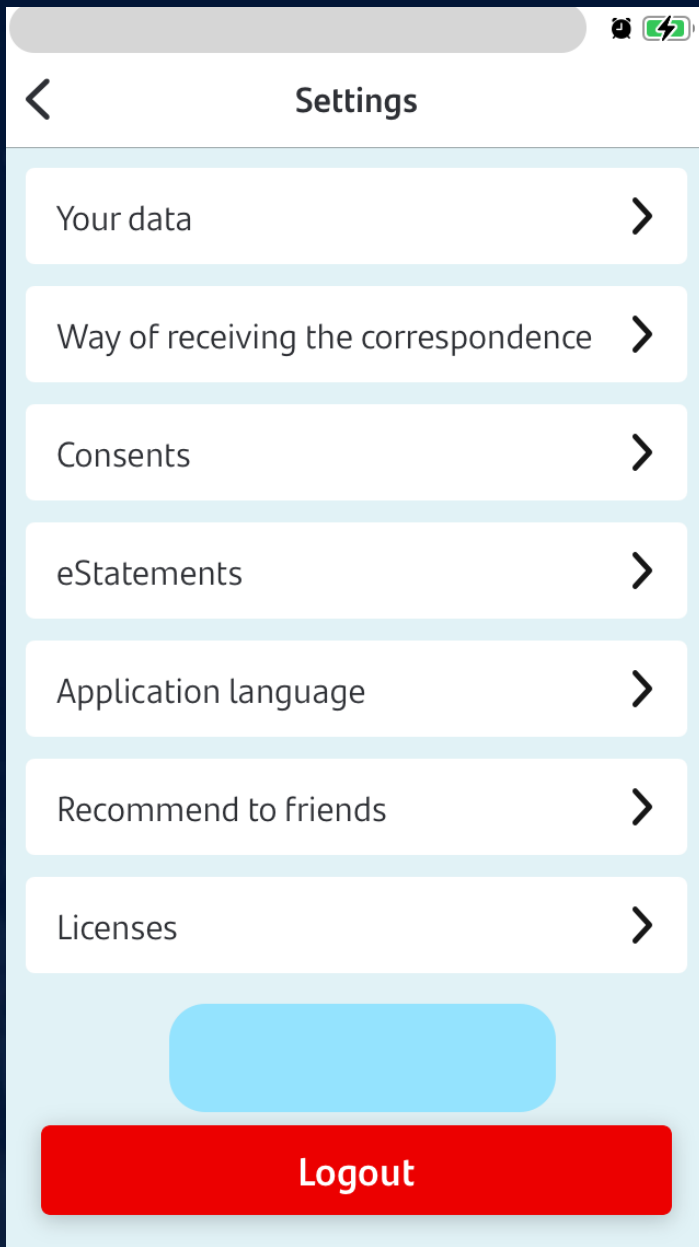 Settings
Your data
Way of receiving the correspondence
Consents
eStatements
Application language
Recommend to friends
Licenses
Logout